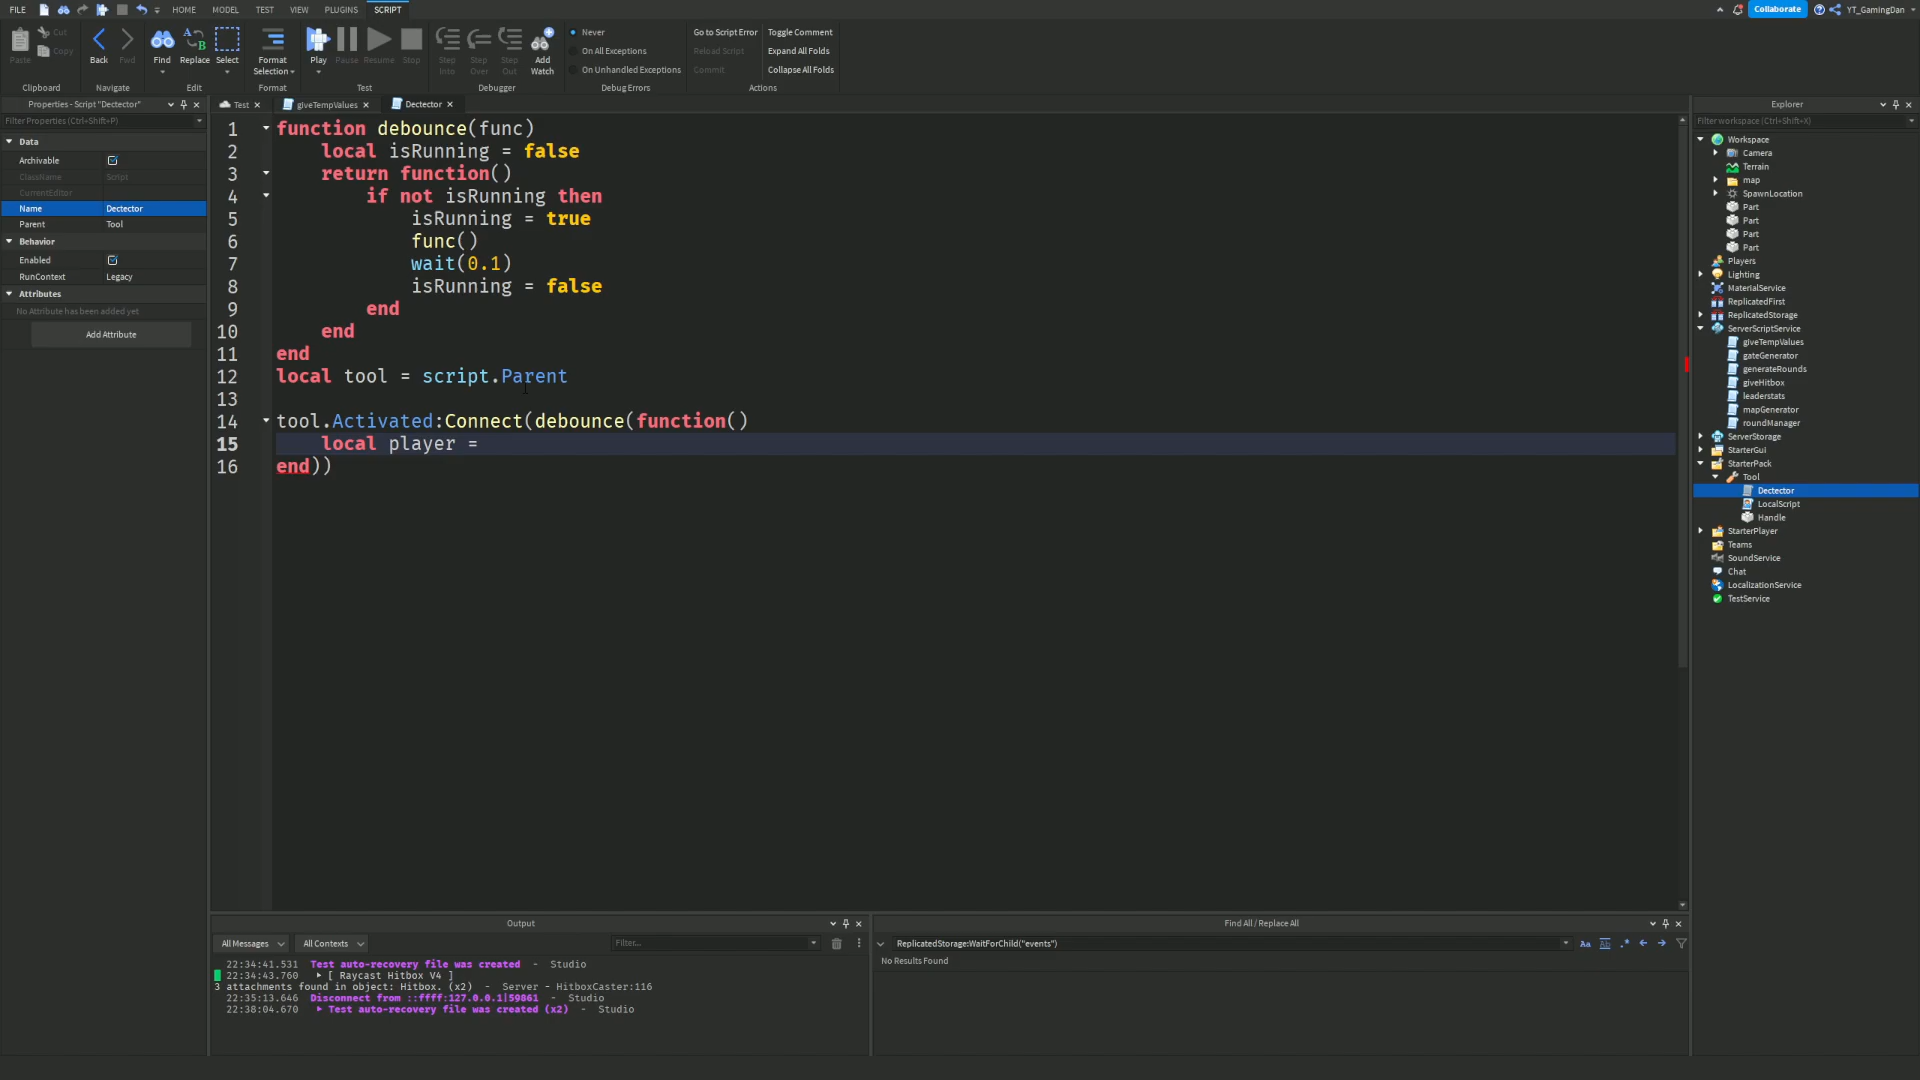 FILE HOME MODEL TEST VIEW PLUGINS SCRIPT Collaborate YT_GamingDan
Paste Cut Copy Back Fwd Find Replace Select Format Selection Play Pause Resume Stop Step Into Step Over Step Out Add Watch
Never
On All Exceptions
On Unhandled Exceptions
Go to Script Error
Reload Script
Commit
Toggle Comment
Expand All Folds
Collapse All Folds
Clipboard Navigate Edit Format Test Debugger Debug Errors Actions
Properties - Script "Dectector"
Filter Properties (Ctrl+Shift+P)
Data
Archivable
ClassName Script
CurrentEditor
Name Dectector
Parent Tool
Behavior
Enabled
RunContext Legacy
Attributes
No Attribute has been added yet
Add Attribute
Test giveTempValues Dectector
1 function debounce(func)
2 local isRunning = false
3 return function()
4 if not isRunning then
5 isRunning = true
6 func()
7 wait(0.1)
8 isRunning = false
9 end
10 end
11 end
12 local tool = script.Parent
13
14 tool.Activated:Connect(debounce(function()
15 local player =
16 end))
Output
All Messages All Contexts Filter...
22:34:41.531 Test auto-recovery file was created - Studio
22:34:43.760 [ Raycast Hitbox V4 ]
3 attachments found in object: Hitbox. (x2) - Server - HitboxCaster:116
22:35:13.646 Disconnect from ::ffff:127.0.0.1|59861 - Studio
22:38:04.670 Test auto-recovery file was created (x2) - Studio
Find All / Replace All
ReplicatedStorage:WaitForChild("events")
Aa Ab
No Results Found
Explorer
Filter workspace (Ctrl+Shift+X)
Workspace
Camera
Terrain
map
SpawnLocation
Part
Part
Part
Part
Players
Lighting
MaterialService
ReplicatedFirst
ReplicatedStorage
ServerScriptService
giveTempValues
gateGenerator
generateRounds
giveHitbox
leaderstats
mapGenerator
roundManager
ServerStorage
StarterGui
StarterPack
Tool
Dectector
LocalScript
Handle
StarterPlayer
Teams
SoundService
Chat
LocalizationService
TestService